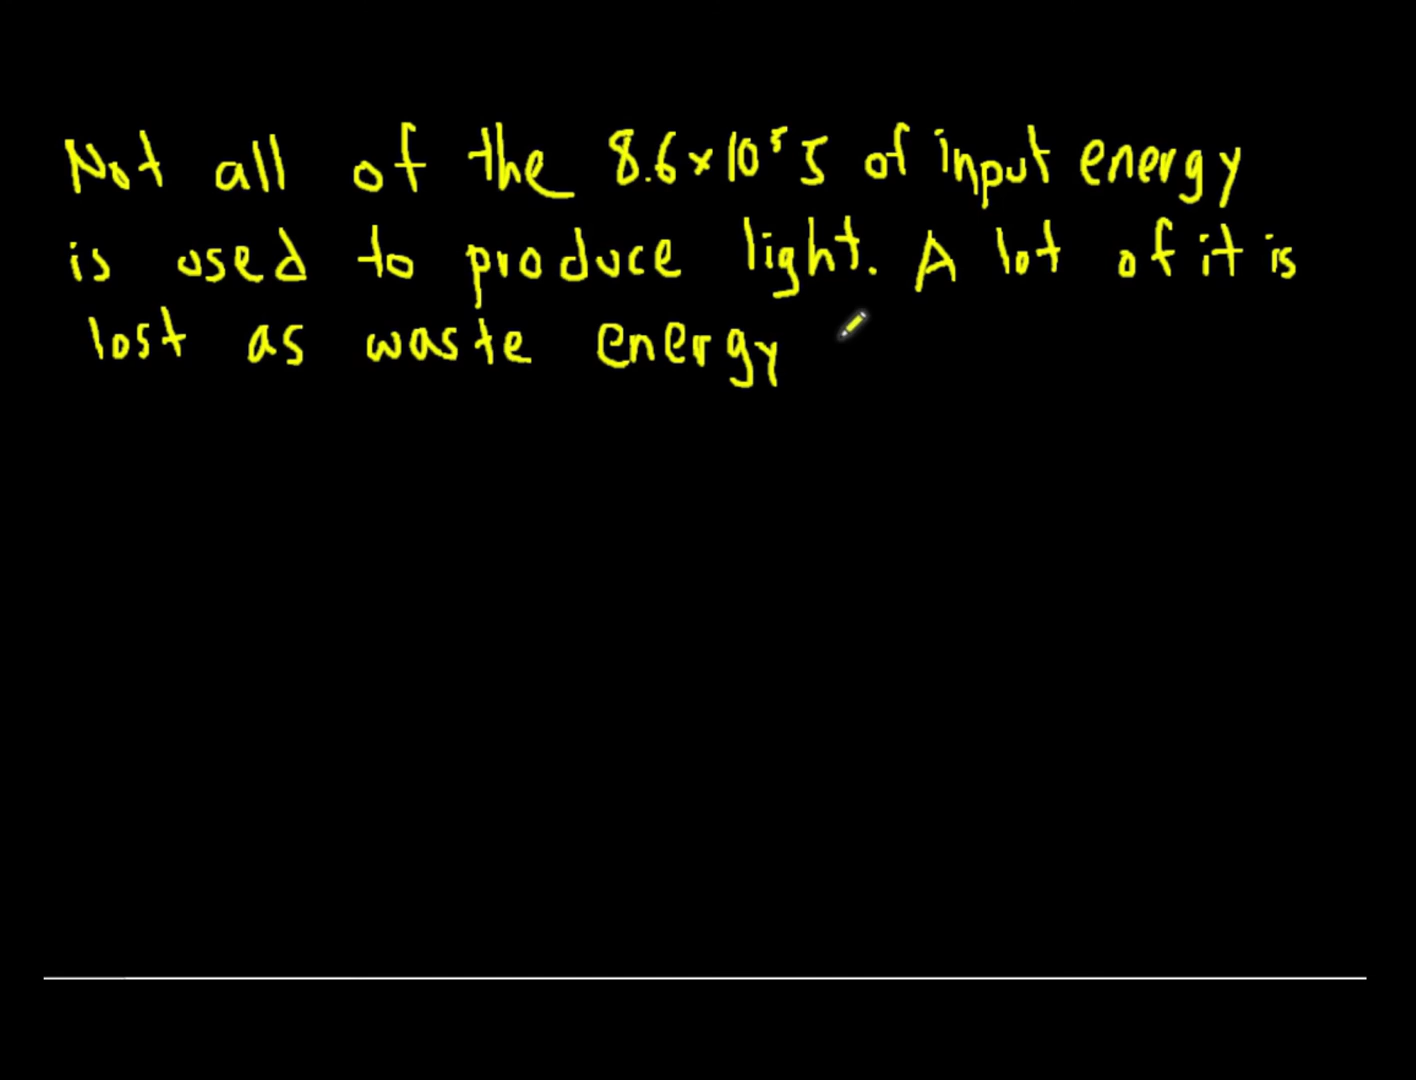 Not all of the 8.6×10⁵ J of input energy
is used to produce light. A lot of it is
lost as waste energy